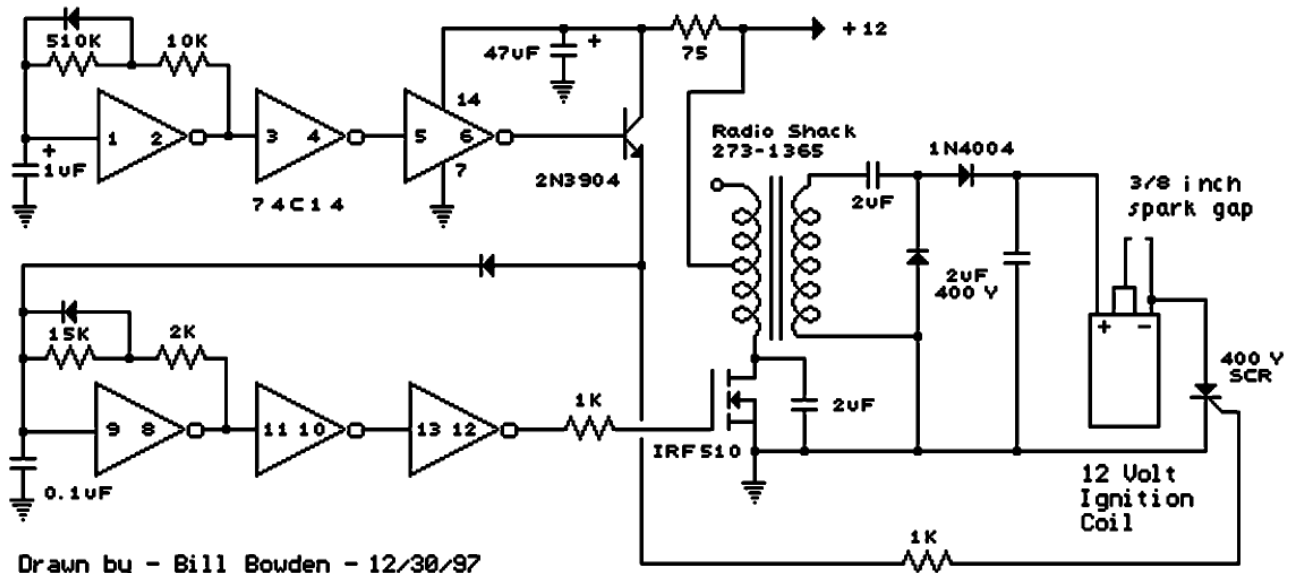 510K
10K
47uF
+
75
+ 12
14
1
2
3
4
5
6
7
+
1uF
74C14
2N3904
Radio Shack
273-1365
1N4004
3/8 inch
spark gap
2uF
2uF
400 V
15K
2K
+
-
400 V
SCR
1K
2uF
9
8
11
10
13
12
IRF510
0.1uF
12 Volt
Ignition
Coil
1K
Drawn by - Bill Bowden - 12/30/97